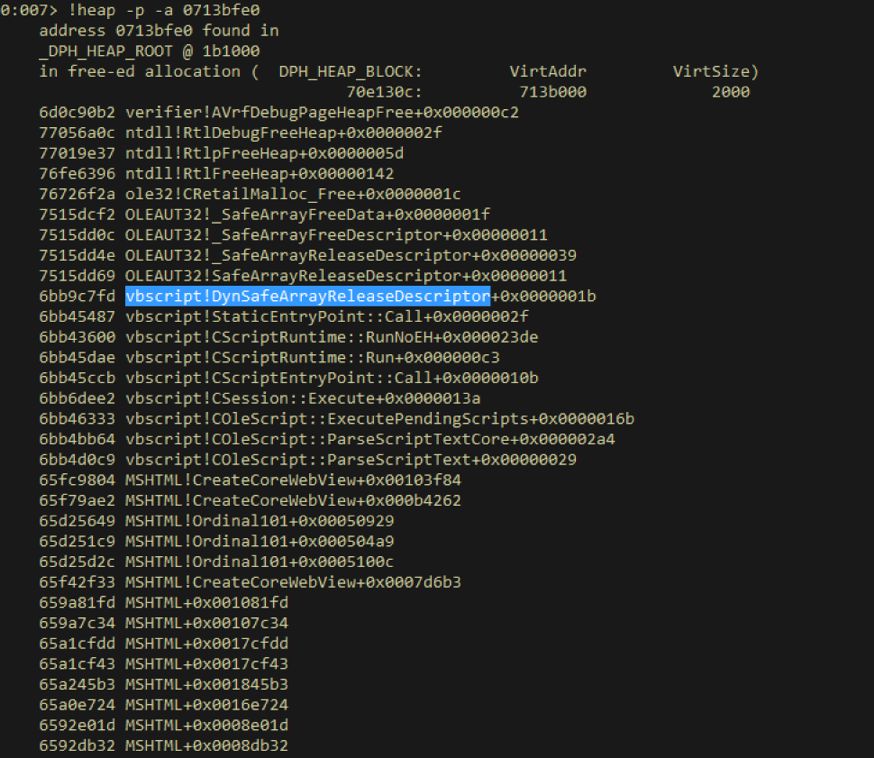 0:007> !heap -p -a 0713bfe0
address 0713bfe0 found in
_DPH_HEAP_ROOT @ 1b1000
in free-ed allocation (  DPH_HEAP_BLOCK:         VirtAddr         VirtSize)
70e130c:          713b000             2000
6d0c90b2 verifier!AVrfDebugPageHeapFree+0x000000c2
77056a0c ntdll!RtlDebugFreeHeap+0x0000002f
77019e37 ntdll!RtlpFreeHeap+0x0000005d
76fe6396 ntdll!RtlFreeHeap+0x00000142
76726f2a ole32!CRetailMalloc_Free+0x0000001c
7515dcf2 OLEAUT32!_SafeArrayFreeData+0x0000001f
7515dd0c OLEAUT32!_SafeArrayFreeDescriptor+0x00000011
7515dd4e OLEAUT32!_SafeArrayReleaseDescriptor+0x00000039
7515dd69 OLEAUT32!SafeArrayReleaseDescriptor+0x00000011
6bb9c7fd vbscript!DynSafeArrayReleaseDescriptor+0x0000001b
6bb45487 vbscript!StaticEntryPoint::Call+0x0000002f
6bb43600 vbscript!CScriptRuntime::RunNoEH+0x000023de
6bb45dae vbscript!CScriptRuntime::Run+0x000000c3
6bb45ccb vbscript!CScriptEntryPoint::Call+0x0000010b
6bb6dee2 vbscript!CSession::Execute+0x0000013a
6bb46333 vbscript!COleScript::ExecutePendingScripts+0x0000016b
6bb4bb64 vbscript!COleScript::ParseScriptTextCore+0x000002a4
6bb4d0c9 vbscript!COleScript::ParseScriptText+0x00000029
65fc9804 MSHTML!CreateCoreWebView+0x00103f84
65f79ae2 MSHTML!CreateCoreWebView+0x000b4262
65d25649 MSHTML!Ordinal101+0x00050929
65d251c9 MSHTML!Ordinal101+0x000504a9
65d25d2c MSHTML!Ordinal101+0x0005100c
65f42f33 MSHTML!CreateCoreWebView+0x0007d6b3
659a81fd MSHTML+0x001081fd
659a7c34 MSHTML+0x00107c34
65a1cfdd MSHTML+0x0017cfdd
65a1cf43 MSHTML+0x0017cf43
65a245b3 MSHTML+0x001845b3
65a0e724 MSHTML+0x0016e724
6592e01d MSHTML+0x0008e01d
6592db32 MSHTML+0x0008db32